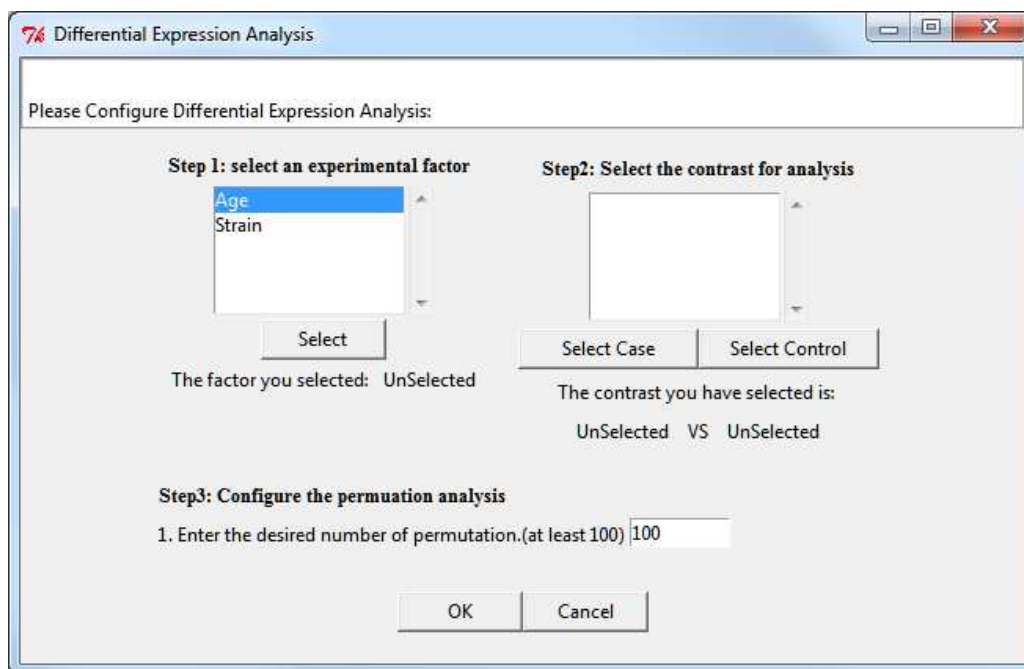 Differential Expression Analysis
Please Configure Differential Expression Analysis:
Step 1: select an experimental factor
Age
Strain
Select
The factor you selected: UnSelected
Step2: Select the contrast for analysis
Select Case
Select Control
The contrast you have selected is:
UnSelected VS UnSelected
Step3: Configure the permuation analysis
1. Enter the desired number of permutation.(at least 100) 100
OK
Cancel